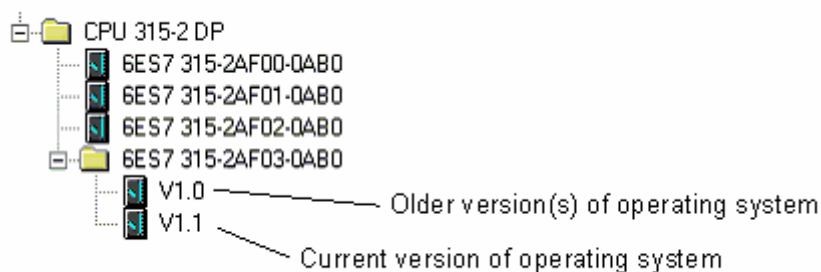 CPU 315-2 DP
6ES7 315-2AF00-0AB0
6ES7 315-2AF01-0AB0
6ES7 315-2AF02-0AB0
6ES7 315-2AF03-0AB0
V1.0
Older version(s) of operating system
V1.1
Current version of operating system